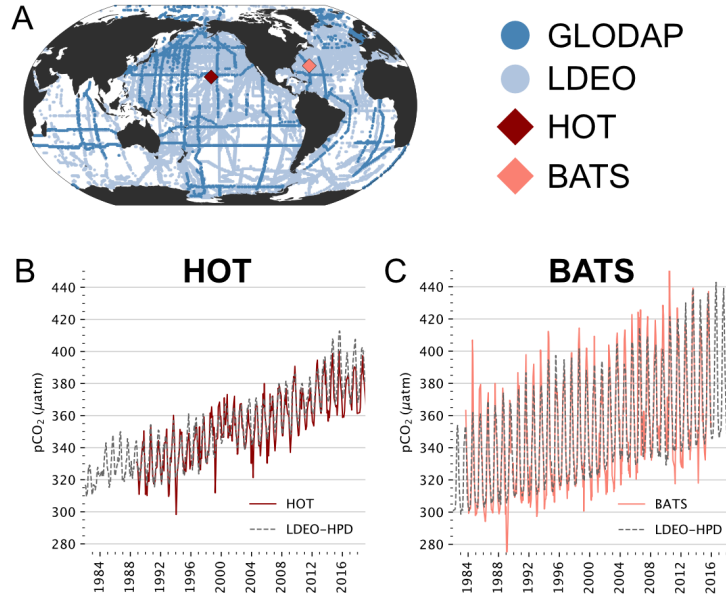 A
GLODAP
LDEO
HOT
BATS
B
HOT
440
420
400
380
360
340
320
300
280
pCO₂ (μatm)
HOT
LDEO-HPD
1984
1988
1992
1996
2000
2004
2008
2012
2016
C
BATS
440
420
400
380
360
340
320
300
280
pCO₂ (μatm)
BATS
LDEO-HPD
1984
1988
1992
1996
2000
2004
2008
2012
2016